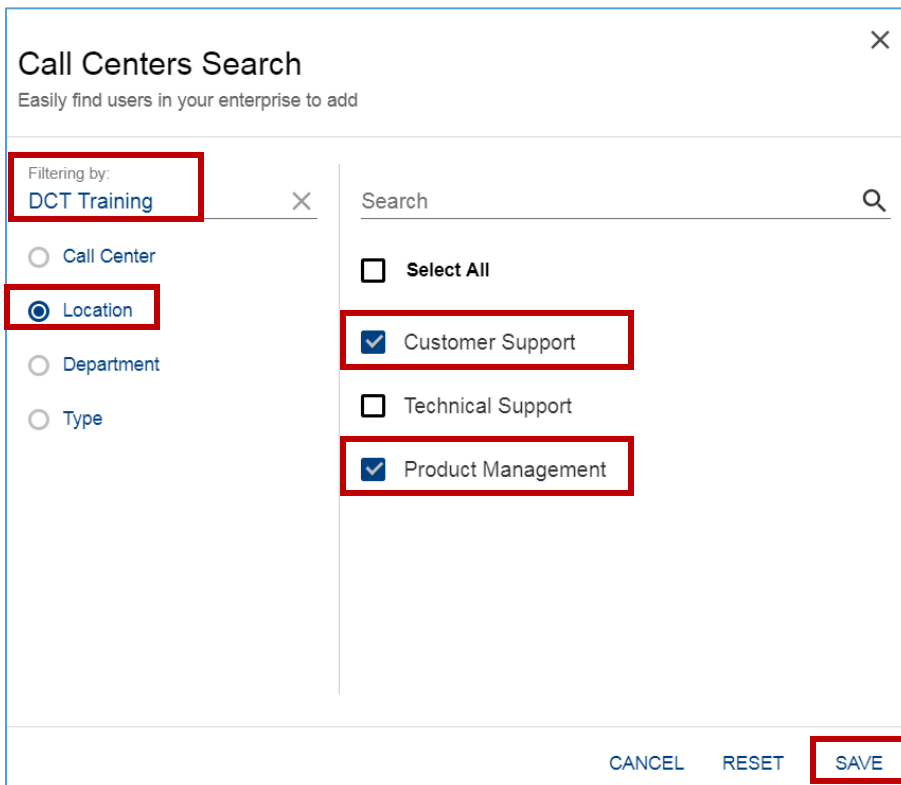 Call Centers Search
Easily find users in your enterprise to add
Filtering by:
DCT Training
Call Center
Location
Department
Type
Search
Select All
Customer Support
Technical Support
Product Management
CANCEL RESET SAVE